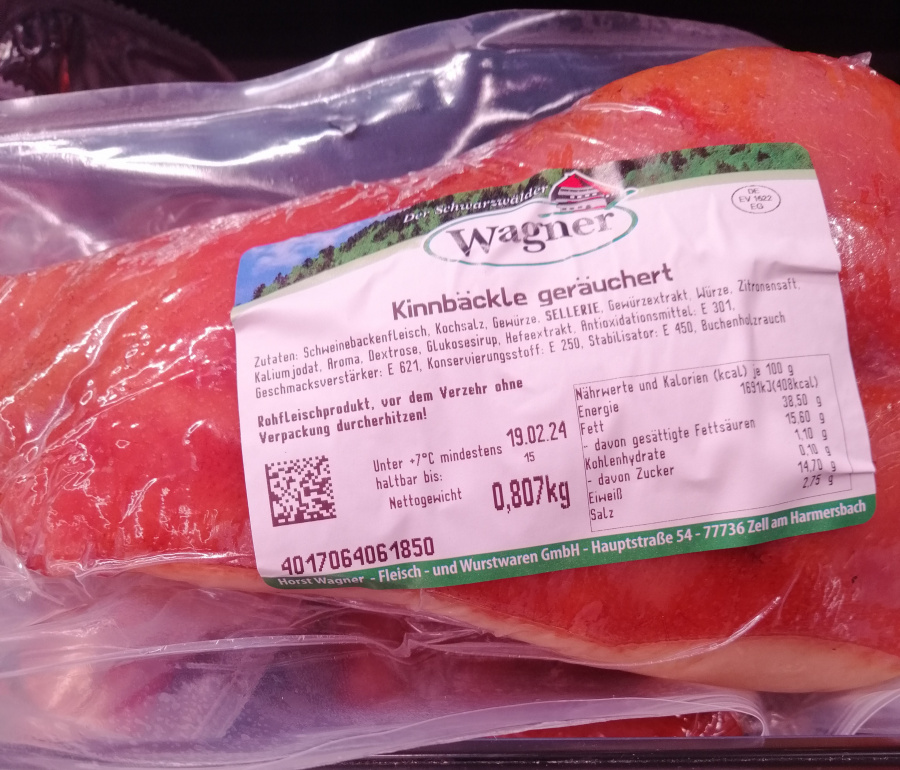 Der Schwarzwälder
Wagner
DE
EV 1622
EG
Kinnbäckle geräuchert
Zutaten: Schweinebackenfleisch, Kochsalz, Gewürze, SELLERIE, Gewürzextrakt, Würze, Zitronensaft,
Kaliumjodat, Aroma, Dextrose, Glukosesirup, Hefeextrakt, Antioxidationsmittel: E 301,
Geschmacksverstärker: E 621, Konservierungsstoff: E 250, Stabilisator: E 450, Buchenholzrauch
Rohfleischprodukt, vor dem Verzehr ohne
Verpackung durcherhitzen!
Unter +7°C mindestens 19.02.24
haltbar bis: 15
Nettogewicht 0,807kg
4017064061850
Nährwerte und Kalorien (kcal) je 100 g
Energie 1691kJ(408kcal)
Fett 38,50 g
- davon gesättigte Fettsäuren 15,60 g
Kohlenhydrate 1,10 g
- davon Zucker 0,10 g
Eiweiß 14,70 g
Salz 2,75 g
Horst Wagner - Fleisch - und Wurstwaren GmbH - Hauptstraße 54 - 77736 Zell am Harmersbach